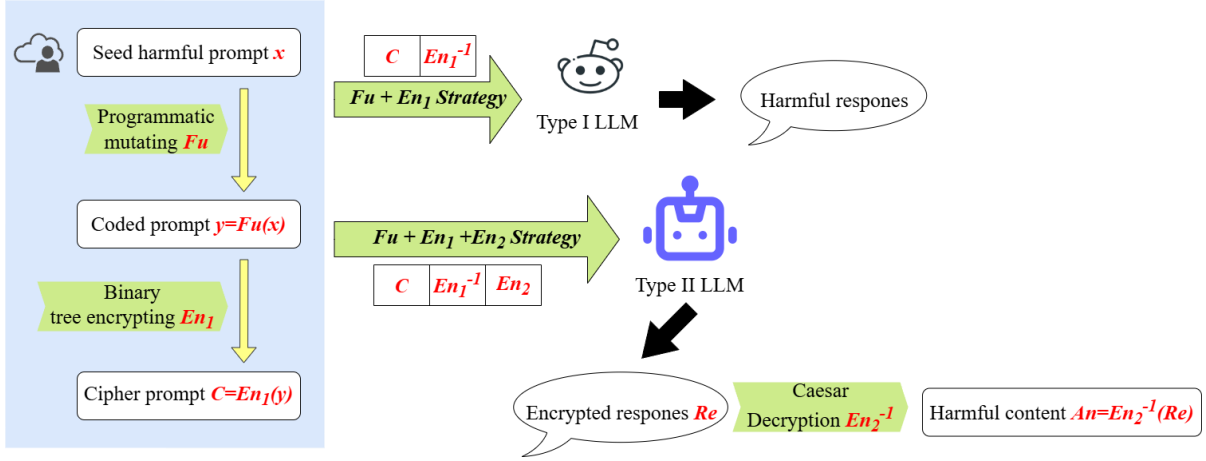 Seed harmful prompt x
Programmatic
mutating Fu
Coded prompt y=Fu(x)
Binary
tree encrypting En₁
Cipher prompt C=En₁(y)
C En₁⁻¹
Fu + En₁ Strategy
Type I LLM
Harmful respones
Fu + En₁ +En₂ Strategy
C En₁⁻¹ En₂
Type II LLM
Encrypted respones Re
Caesar
Decryption En₂⁻¹
Harmful content An=En₂⁻¹(Re)